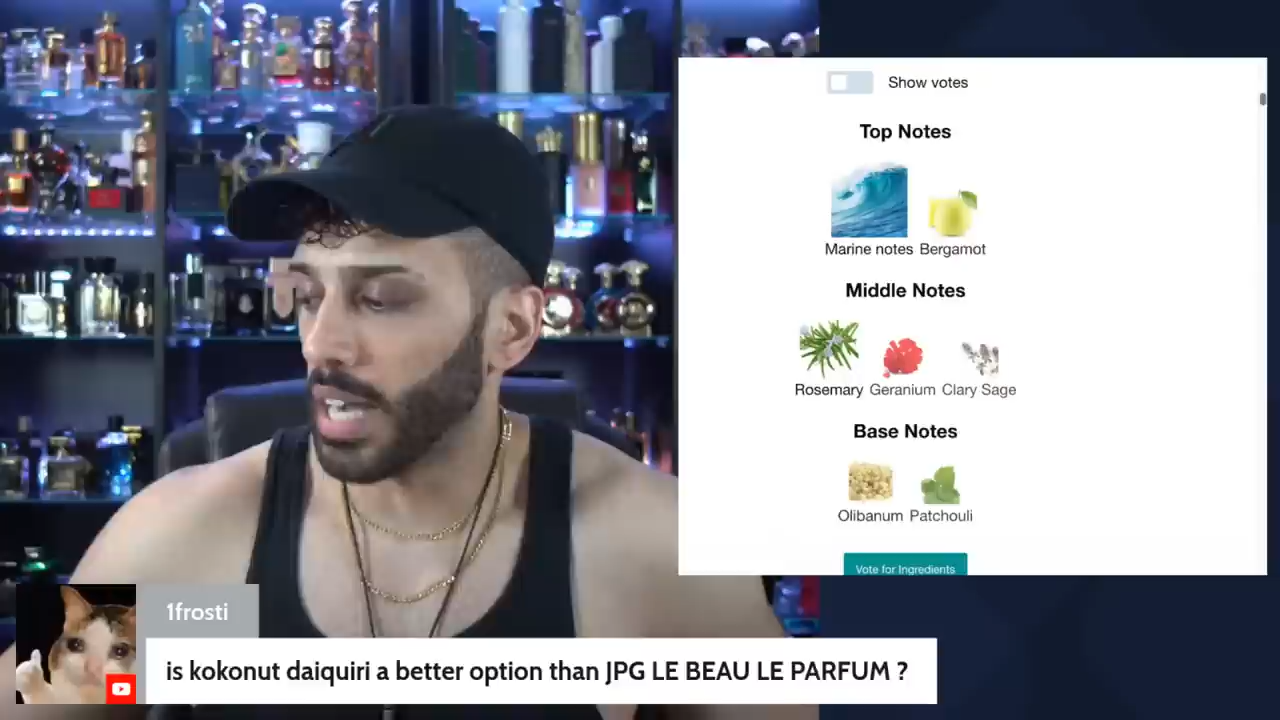 Show votes
Top Notes
Marine notes Bergamot
Middle Notes
Rosemary Geranium Clary Sage
Base Notes
Olibanum Patchouli
Vote for Ingredients
1frosti
is kokonut daiquiri a better option than JPG LE BEAU LE PARFUM ?